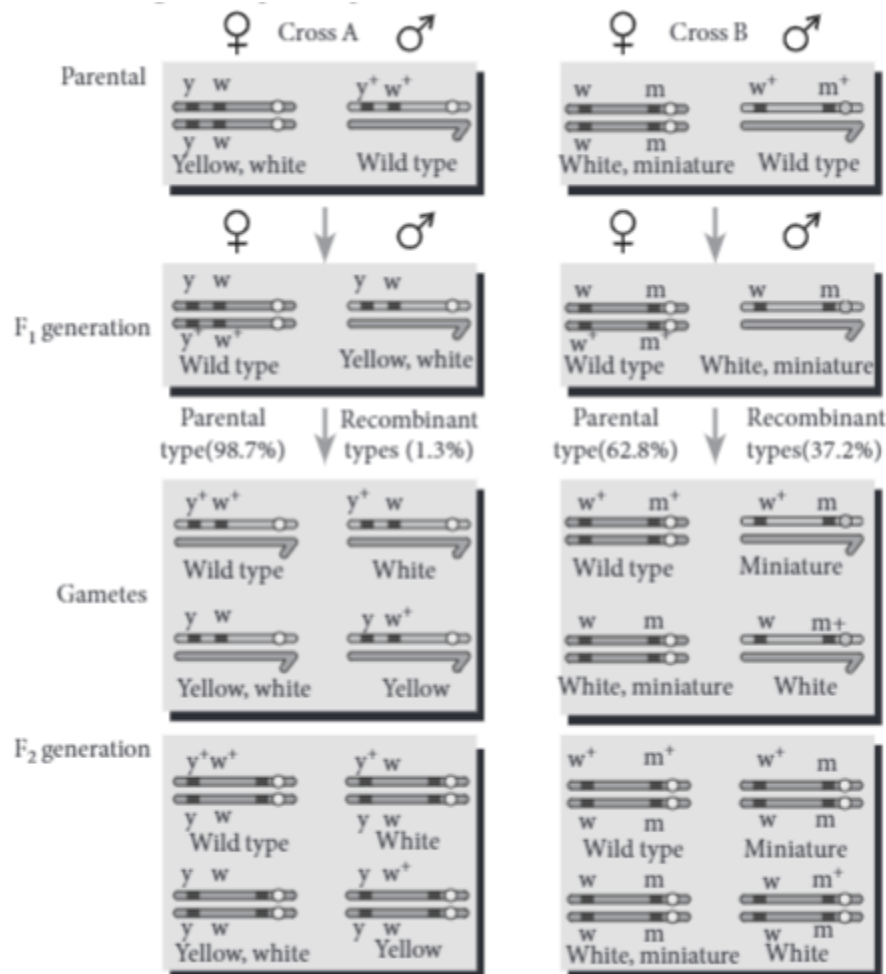 ♀ Cross A ♂ ♀ Cross B ♂
Parental
y w y⁺ w⁺ w m w⁺ m⁺
y w w m
Yellow, white Wild type White, miniature Wild type
♀ ♂ ♀ ♂
y w y w w m w m
F₁ generation
y⁺ w⁺ w⁺ m⁺
Wild type Yellow, white Wild type White, miniature
Parental Recombinant Parental Recombinant
type(98.7%) types (1.3%) type(62.8%) types(37.2%)
y⁺ w⁺ y⁺ w w⁺ m⁺ w⁺ m
Wild type White Wild type Miniature
Gametes
y w y w⁺ w m w m+
Yellow, white Yellow White, miniature White
F₂ generation
y⁺w⁺ y⁺ w w⁺ m⁺ w⁺ m
y w y w w m w m
Wild type White Wild type Miniature
y w y w⁺ w m w m⁺
y w y w w m w m
Yellow, white Yellow White, miniature White